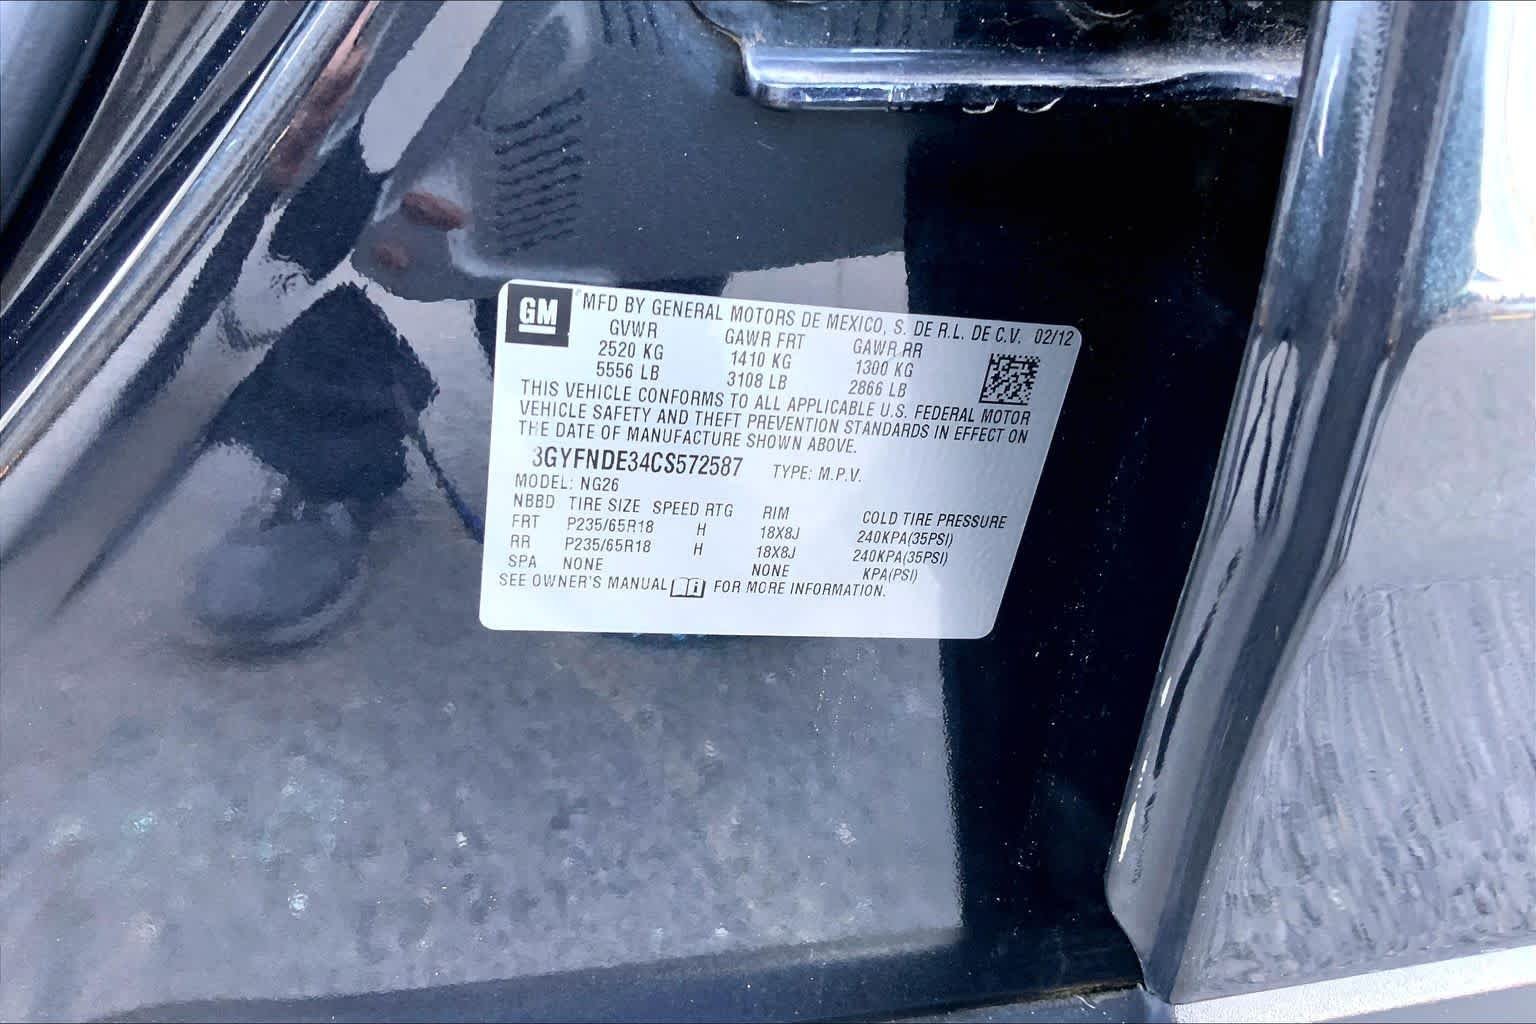 GM MFD BY GENERAL MOTORS DE MEXICO, S. DE R.L. DE C.V. 02/12
GVWR GAWR FRT GAWR RR
2520 KG 1410 KG 1300 KG
5556 LB 3108 LB 2866 LB
THIS VEHICLE CONFORMS TO ALL APPLICABLE U.S. FEDERAL MOTOR
VEHICLE SAFETY AND THEFT PREVENTION STANDARDS IN EFFECT ON
THE DATE OF MANUFACTURE SHOWN ABOVE.
3GYFNDE34CS572587 TYPE: M.P.V.
MODEL: NG26
NBBD TIRE SIZE SPEED RTG RIM COLD TIRE PRESSURE
FRT P235/65R18 H 18X8J 240KPA(35PSI)
RR P235/65R18 H 18X8J 240KPA(35PSI)
SPA NONE NONE KPA(PSI)
SEE OWNER'S MANUAL i FOR MORE INFORMATION.